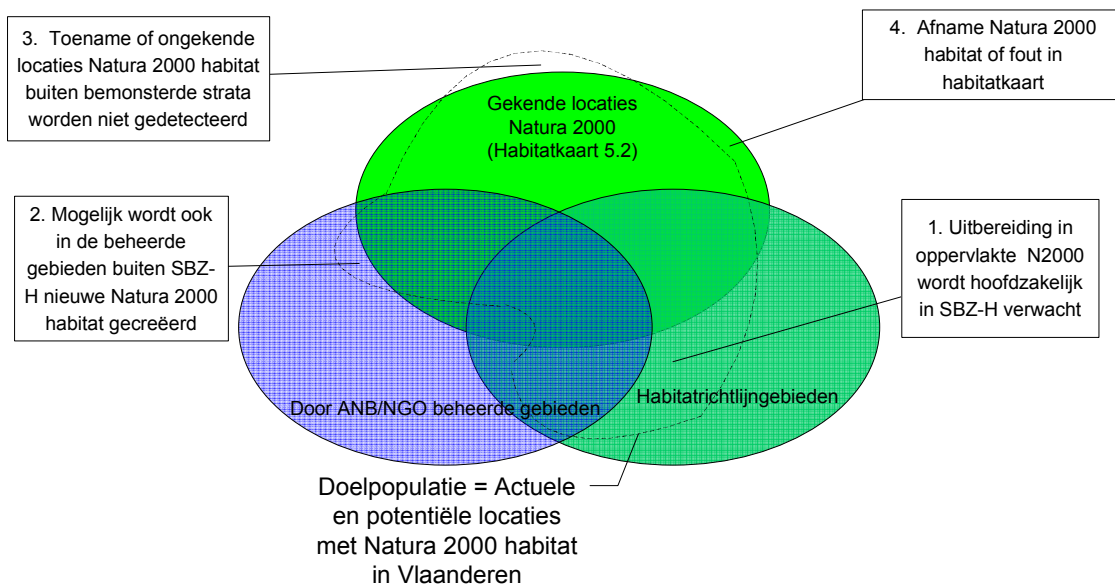 3. Toename of ongekende
locaties Natura 2000 habitat
buiten bemonsterde strata
worden niet gedetecteerd
4. Afname Natura 2000
habitat of fout in
habitatkaart
Gekende locaties
Natura 2000
(Habitatkaart 5.2)
2. Mogelijk wordt ook
in de beheerde
gebieden buiten SBZ-
H nieuwe Natura 2000
habitat gecreëerd
1. Uitbereiding in
oppervlakte N2000
wordt hoofdzakelijk
in SBZ-H verwacht
Door ANB/NGO beheerde gebieden
Habitatrichtlijngebieden
Doelpopulatie = Actuele
en potentiële locaties
met Natura 2000 habitat
in Vlaanderen